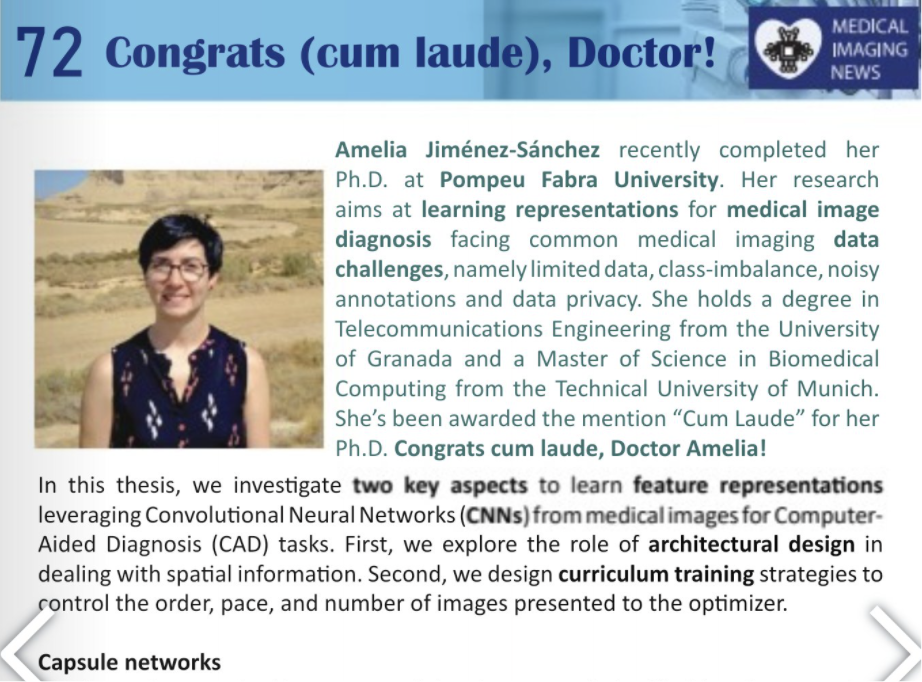 72 Congrats (cum laude), Doctor!
MEDICAL
IMAGING
NEWS
Amelia Jiménez-Sánchez recently completed her
Ph.D. at Pompeu Fabra University. Her research
aims at learning representations for medical image
diagnosis facing common medical imaging data
challenges, namely limited data, class-imbalance, noisy
annotations and data privacy. She holds a degree in
Telecommunications Engineering from the University
of Granada and a Master of Science in Biomedical
Computing from the Technical University of Munich.
She’s been awarded the mention “Cum Laude” for her
Ph.D. Congrats cum laude, Doctor Amelia!
In this thesis, we investigate two key aspects to learn feature representations
leveraging Convolutional Neural Networks (CNNs) from medical images for Computer-
Aided Diagnosis (CAD) tasks. First, we explore the role of architectural design in
dealing with spatial information. Second, we design curriculum training strategies to
control the order, pace, and number of images presented to the optimizer.
Capsule networks